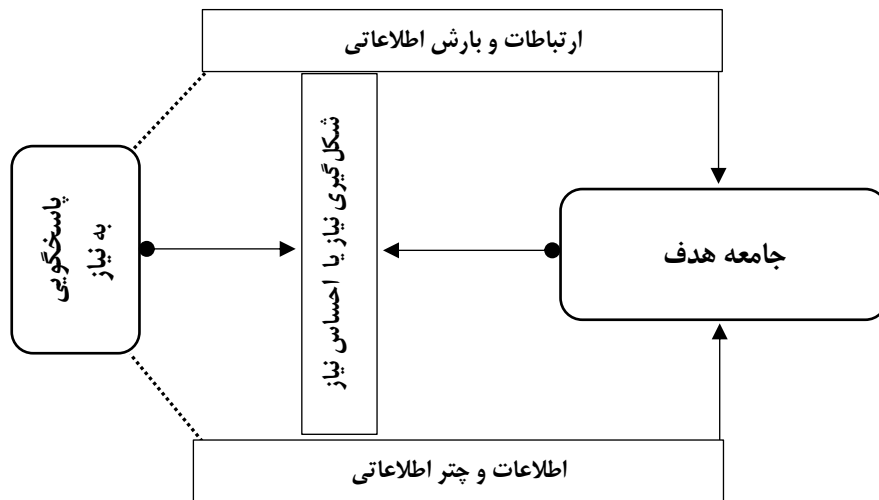 ارتباطات و بارش اطلاعاتی
جامعه هدف
شکل‌گیری نیاز یا احساس نیاز
پاسخگویی
به نیاز
اطلاعات و چتر اطلاعاتی